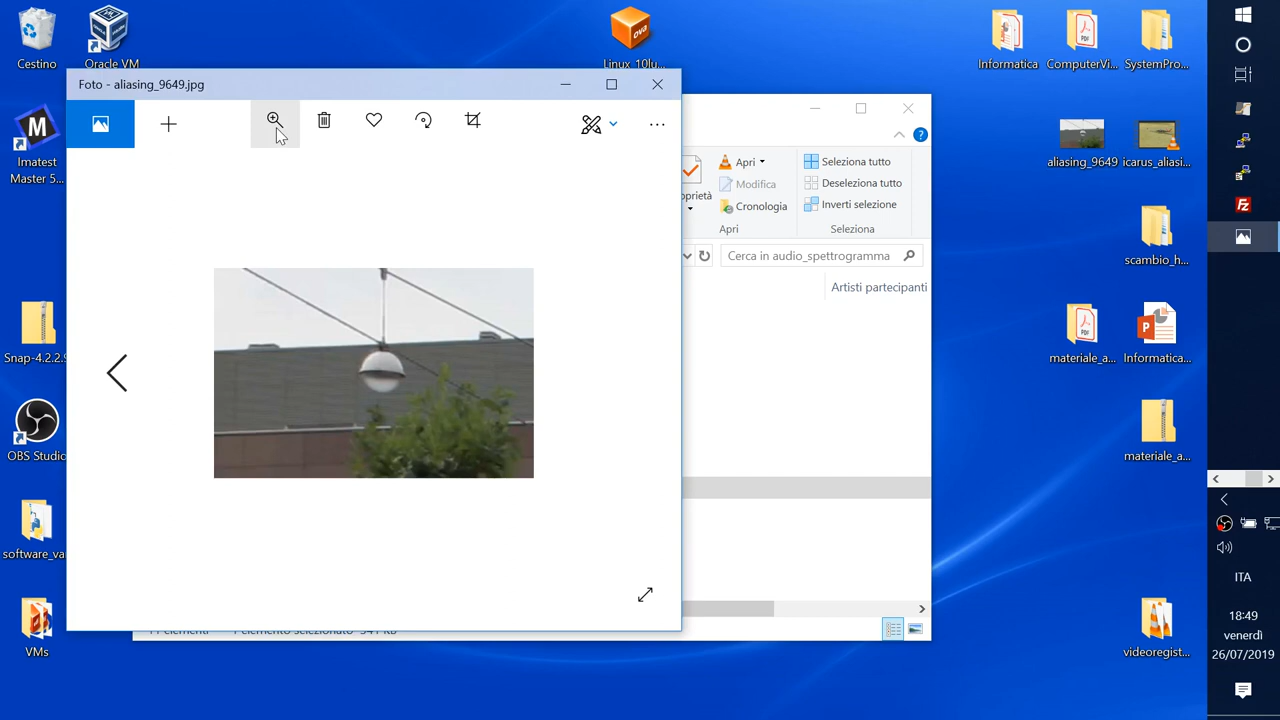 Cestino
Oracle VM
Linux_10lu...
Informatica
ComputerVi...
SystemPro...
Foto - aliasing_9649.jpg
M
Imatest
Master 5...
Apri
Modifica
Cronologia
Apri
Seleziona tutto
Deseleziona tutto
Inverti selezione
Seleziona
Cerca in audio_spettrogramma
Artisti partecipanti
aliasing_9649
icarus_aliasi...
scambio_h...
Snap-4.2.2.9
materiale_a...
Informatica...
OBS Studio
materiale_a...
software_va
VMs
videoregist...
ITA
18:49
venerdì
26/07/2019